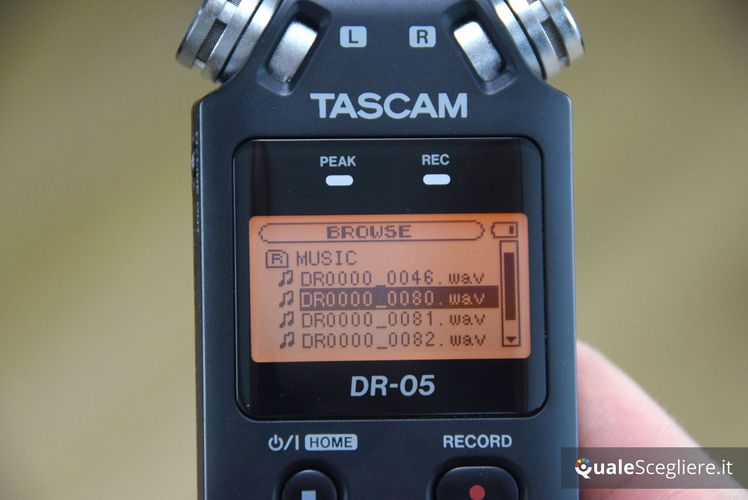 L R
TASCAM
PEAK REC
BROWSE
R MUSIC
DR0000_0046.wav
DR0000_0080.wav
DR0000_0081.wav
DR0000_0082.wav
DR-05
⏻/I HOME RECORD
QualeScegliere.it